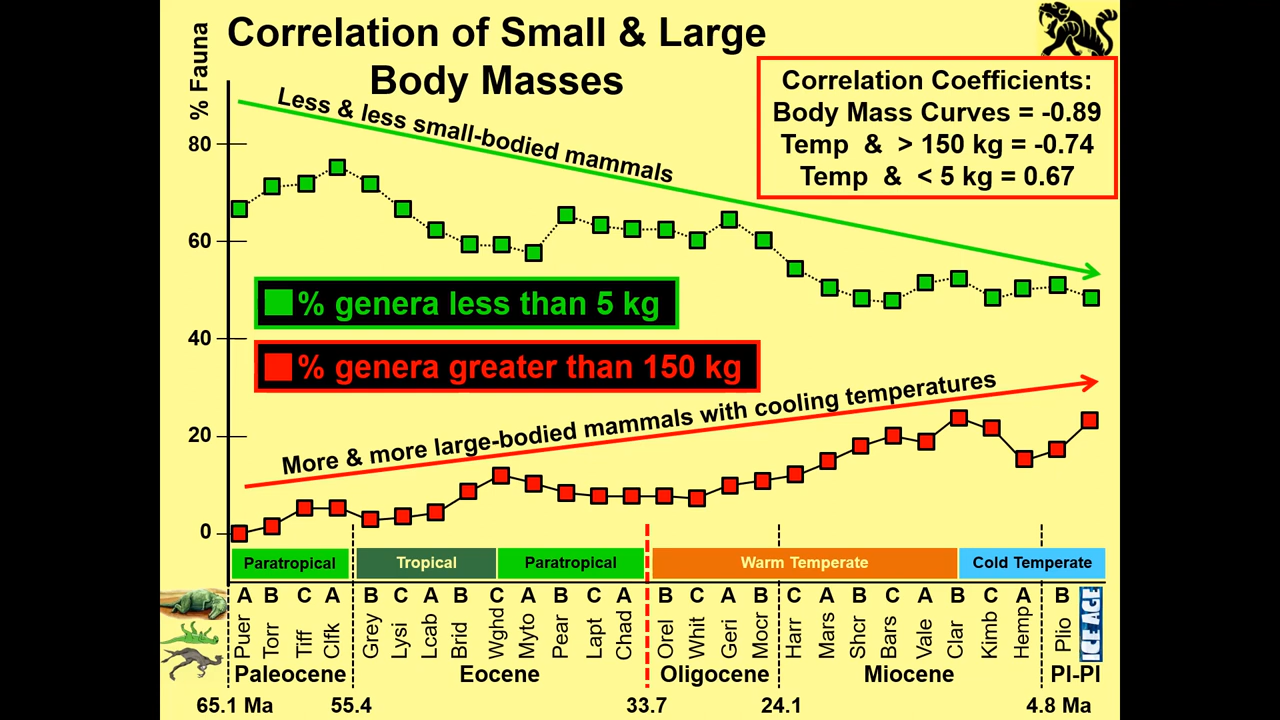 Correlation of Small & Large
Body Masses
% Fauna
Correlation Coefficients:
Body Mass Curves = -0.89
Temp & > 150 kg = -0.74
Temp & < 5 kg = 0.67
Less & less small-bodied mammals
80
60
% genera less than 5 kg
40
% genera greater than 150 kg
More & more large-bodied mammals with cooling temperatures
20
0
Paratropical Tropical Paratropical Warm Temperate Cold Temperate
A B C A B C A B C A B C A B C A B C A B C A B C A B
Puer Torr Tiff Clfk Grey Lysi Lcab Brid Wghd Myto Pear Lapt Chad Orel Whit Geri Mocr Harr Mars Shcr Bars Vale Clar Kimb Hemp Plio ICE AGE
Paleocene Eocene Oligocene Miocene Pl-Pl
65.1 Ma 55.4 33.7 24.1 4.8 Ma